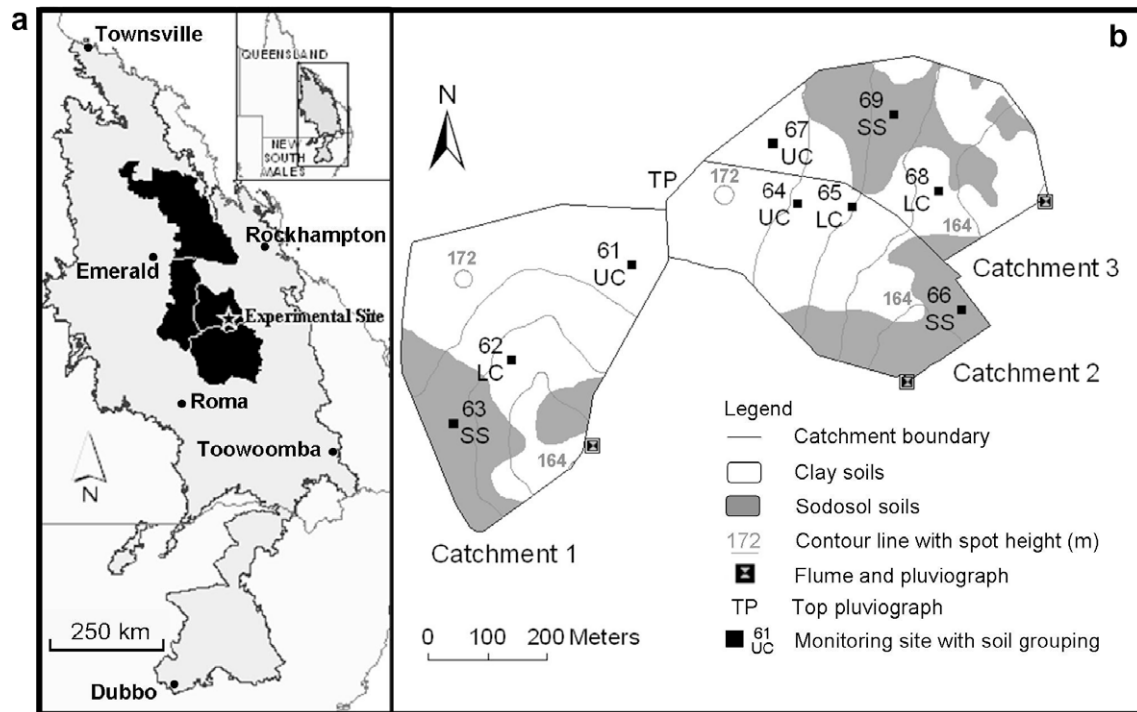 a
Townsville
QUEENSLAND
NEW
SOUTH
WALES
Rockhampton
Emerald
Experimental Site
Roma
Toowoomba
N
250 km
Dubbo
b
N
TP
69
SS
67
UC
172
64
UC
65
LC
68
LC
164
Catchment 3
61
UC
172
164
66
SS
Catchment 2
62
LC
63
SS
164
Catchment 1
0 100 200 Meters
Legend
Catchment boundary
Clay soils
Sodosol soils
172 Contour line with spot height (m)
Flume and pluviograph
TP Top pluviograph
61
UC Monitoring site with soil grouping